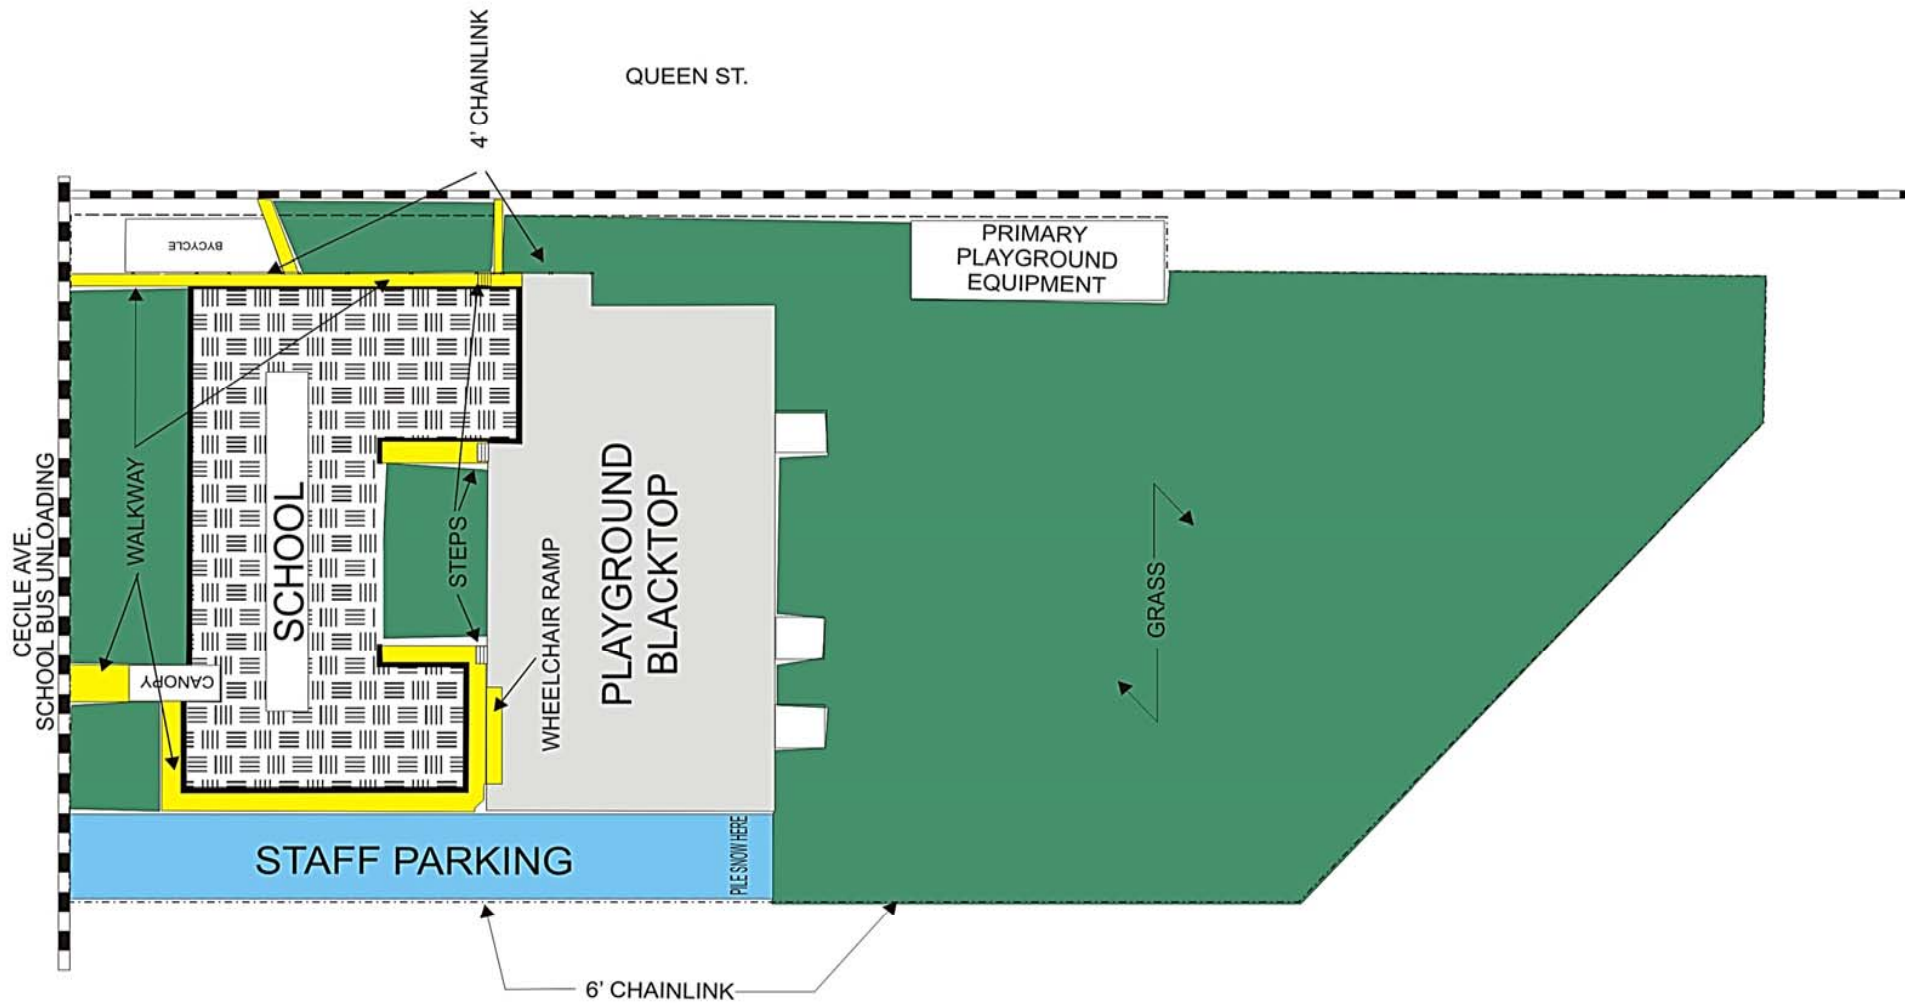 QUEEN ST.
4' CHAINLINK
BYCYCLE
PRIMARY
PLAYGROUND
EQUIPMENT
CECILE AVE.
SCHOOL BUS UNLOADING
WALKWAY
SCHOOL
STEPS
WHEELCHAIR RAMP
PLAYGROUND
BLACKTOP
GRASS
CANOPY
STAFF PARKING
PILE SNOW HERE
6' CHAINLINK